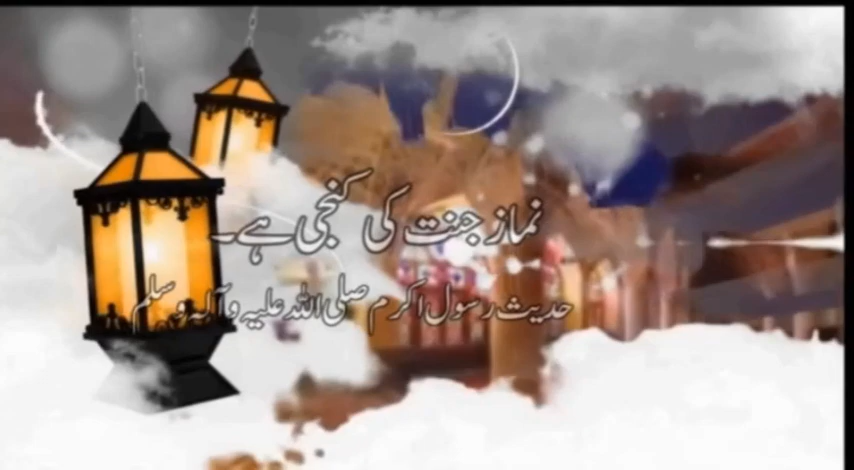 نماز جنت کی کنجی ہے۔
حدیث رسول اکرم صلی اللہ علیہ وآلہ وسلم